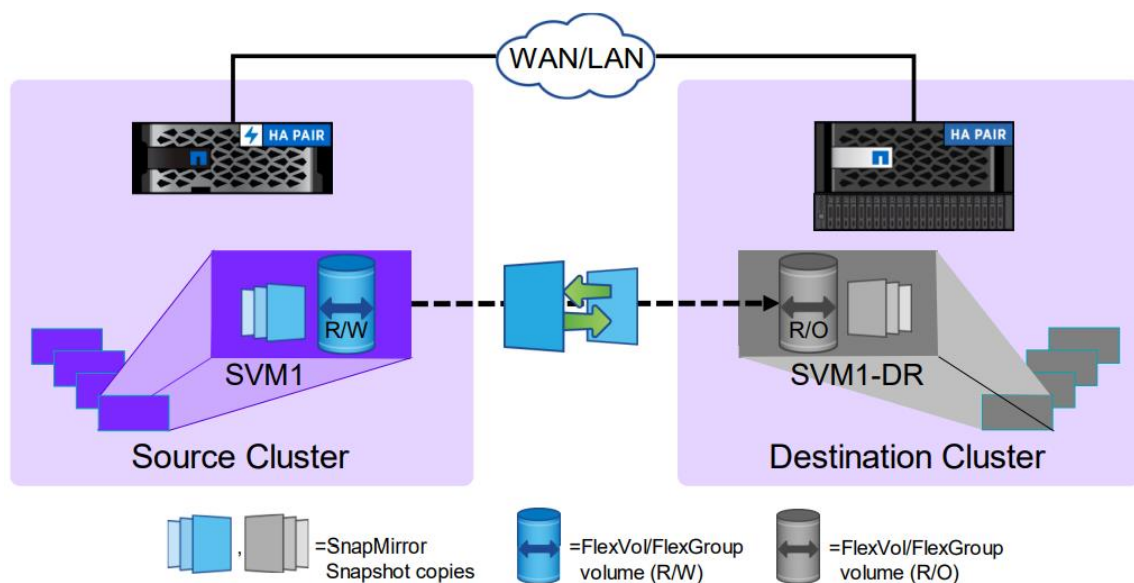 WAN/LAN
HA PAIR
HA PAIR
R/W
SVM1
Source Cluster
R/O
SVM1-DR
Destination Cluster
, =SnapMirror
Snapshot copies
=FlexVol/FlexGroup
volume (R/W)
=FlexVol/FlexGroup
volume (R/O)